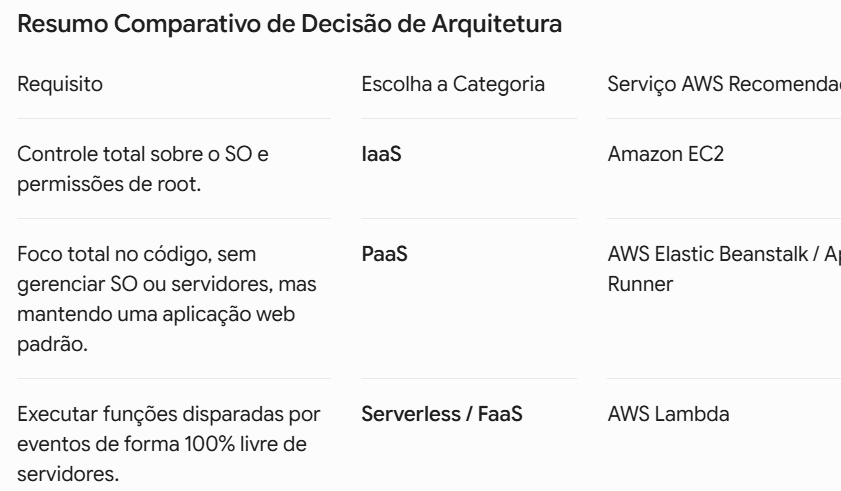 Resumo Comparativo de Decisão de Arquitetura
Requisito
Escolha a Categoria
Serviço AWS
Controle total sobre o SO e
permissões de root.
IaaS
Amazon EC2
Foco total no código, sem
gerenciar SO ou servidores, mas
mantendo uma aplicação web
padrão.
PaaS
AWS Elastic Beanstalk /
Runner
Executar funções disparadas por
eventos de forma 100% livre de
servidores.
Serverless / FaaS
AWS Lambda